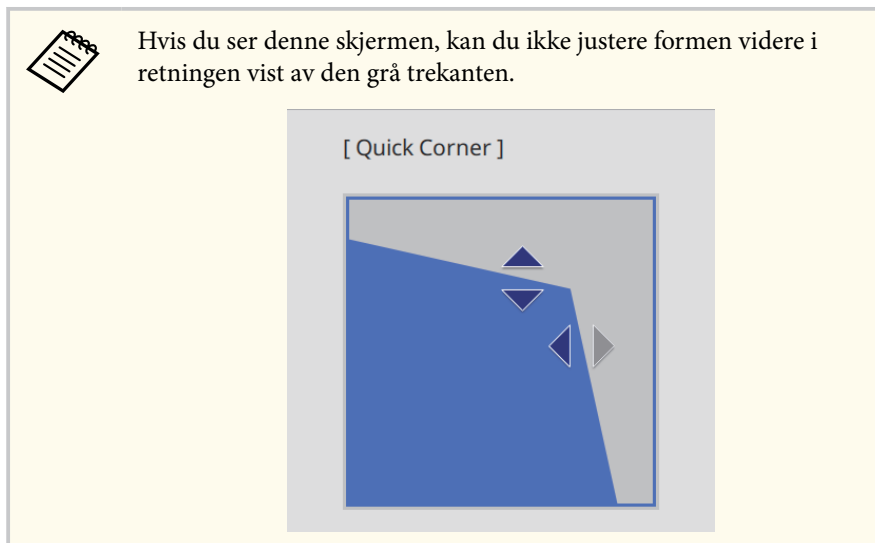 Hvis du ser denne skjermen, kan du ikke justere formen videre i
retningen vist av den grå trekanten.
[ Quick Corner ]